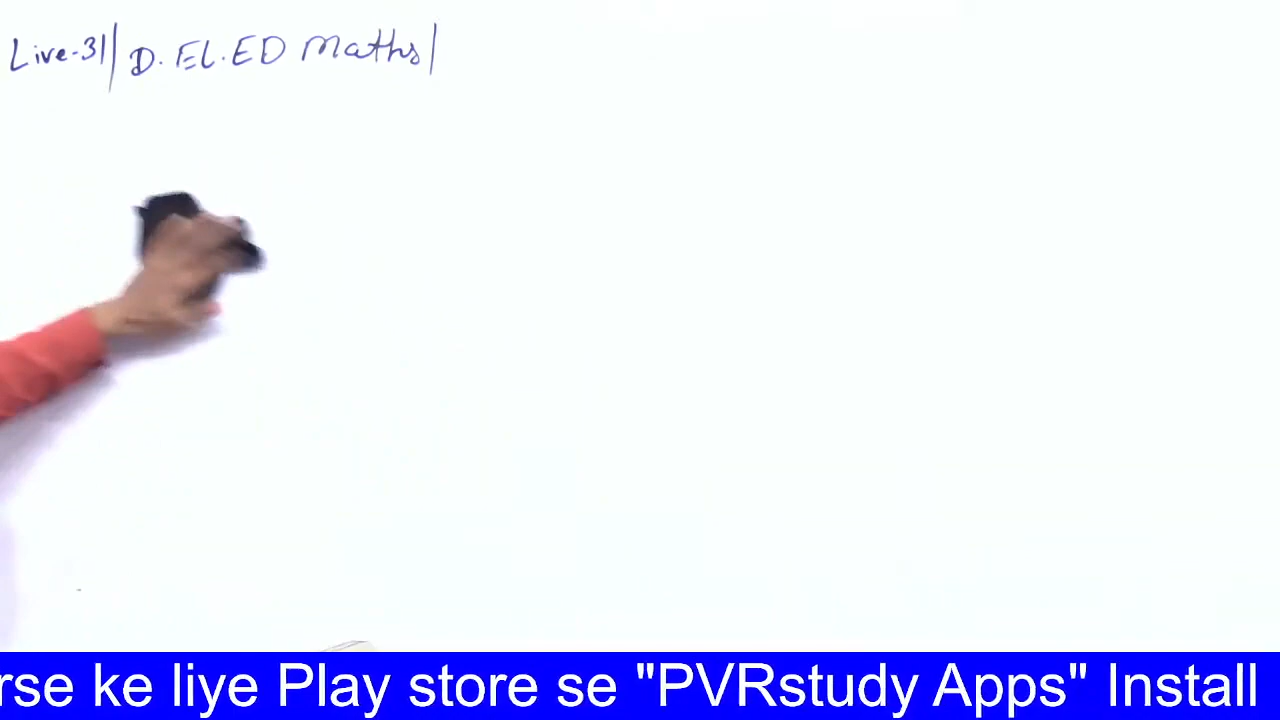 Live-31| D.EL.ED Maths|
rse ke liye Play store se "PVRstudy Apps" Install